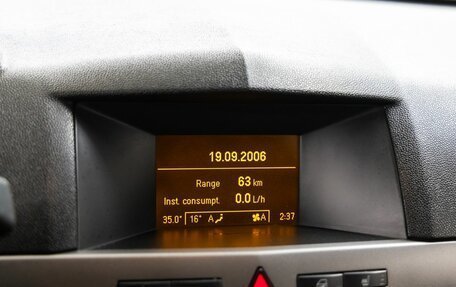 19.09.2006
Range 63 km
Inst. consumpt. 0.0 L/h
35.0° 16° A A 2:37